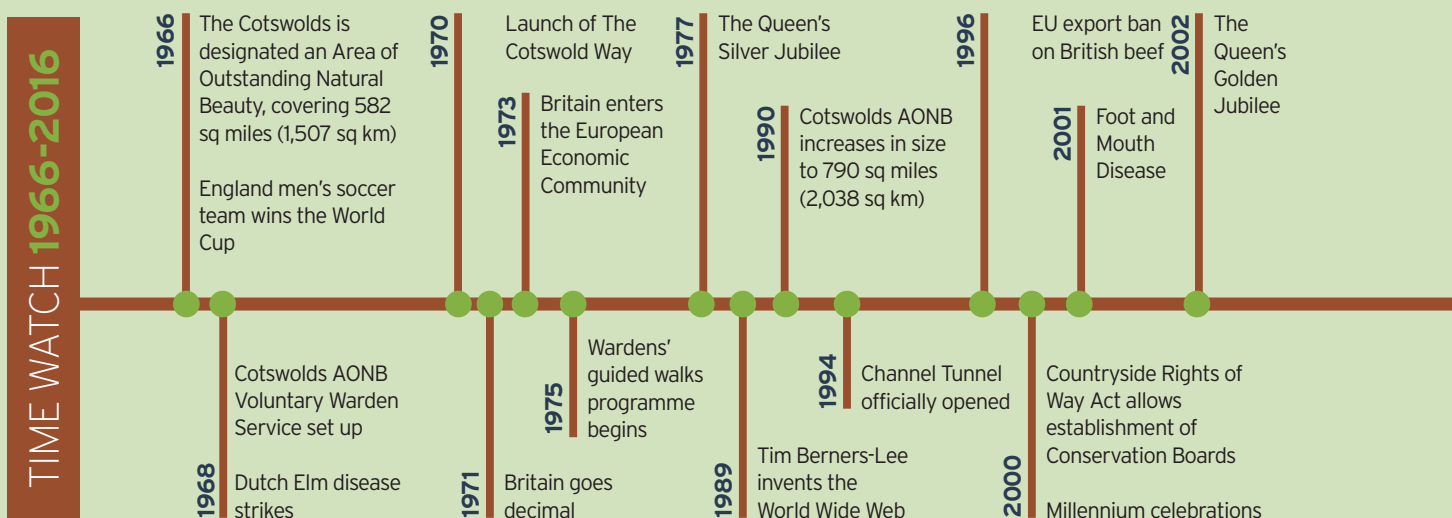 TIME WATCH 1966-2016
1966
The Cotswolds is
designated an Area of
Outstanding Natural
Beauty, covering 582
sq miles (1,507 sq km)
England men's soccer
team wins the World
Cup
1968
Cotswolds AONB
Voluntary Warden
Service set up
Dutch Elm disease
strikes
1970
Launch of The
Cotswold Way
1971
Britain goes
decimal
1973
Britain enters
the European
Economic
Community
1975
Wardens'
guided walks
programme
begins
1977
The Queen's
Silver Jubilee
1989
Tim Berners-Lee
invents the
World Wide Web
1990
Cotswolds AONB
increases in size
to 790 sq miles
(2,038 sq km)
1994
Channel Tunnel
officially opened
1996
EU export ban
on British beef
2000
Countryside Rights of
Way Act allows
establishment of
Conservation Boards
Millennium celebrations
2001
Foot and
Mouth
Disease
2002
The
Queen's
Golden
Jubilee